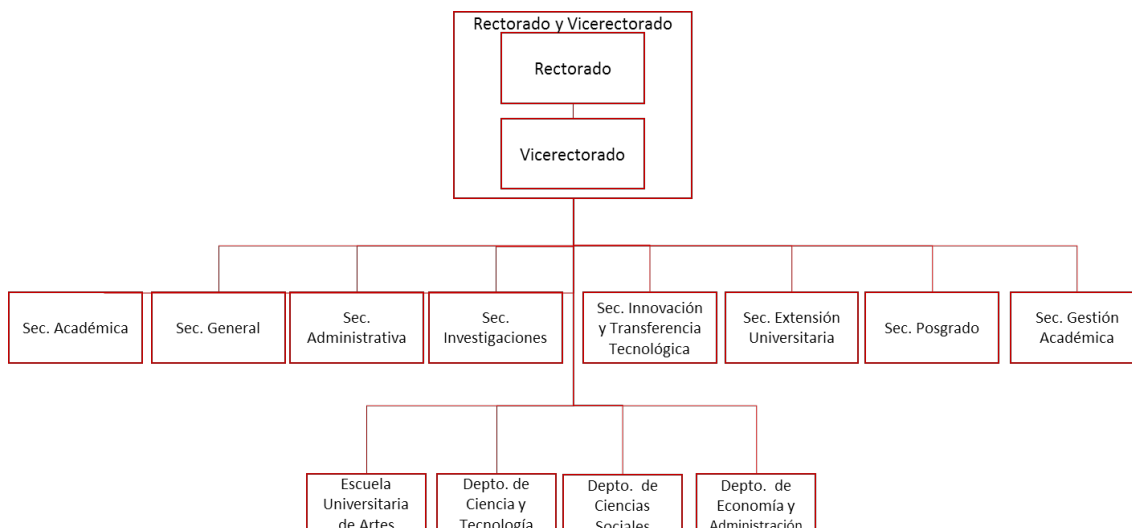 Rectorado y Vicerectorado
Rectorado
Vicerectorado
Sec. Académica
Sec. General
Sec.
Administrativa
Sec.
Investigaciones
Sec. Innovación
y Transferencia
Tecnológica
Sec. Extensión
Universitaria
Sec. Posgrado
Sec. Gestión
Académica
Escuela
Universitaria
de Artes
Depto. de
Ciencia y
Tecnología
Depto. de
Ciencias
Sociales
Depto. de
Economía y
Administración